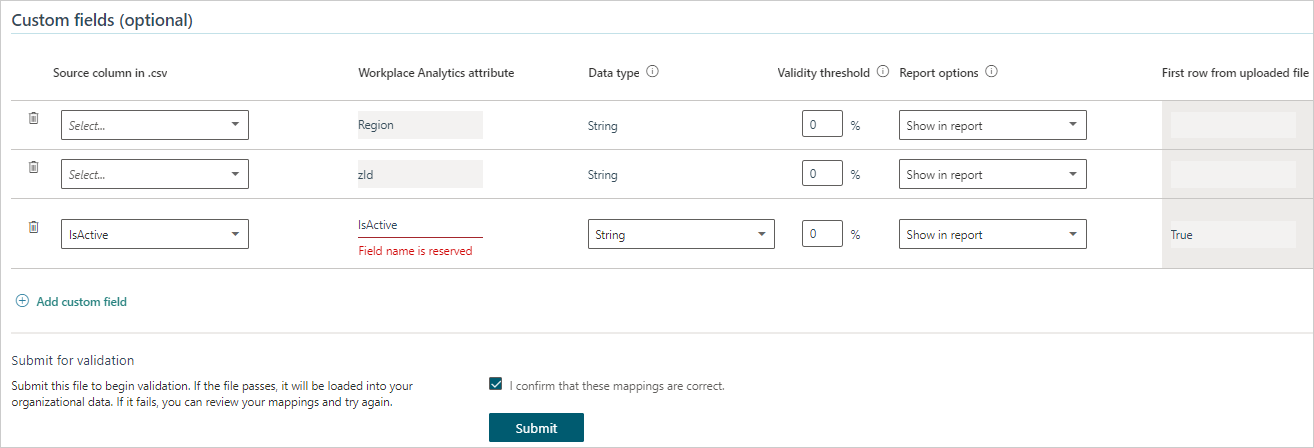 Custom fields (optional)
Source column in .csv Workplace Analytics attribute Data type Validity threshold Report options First row from uploaded file
Select... Region String 0 % Show in report
Select... zId String 0 % Show in report
IsActive IsActive String 0 % Show in report True
Field name is reserved
Add custom field
Submit for validation
Submit this file to begin validation. If the file passes, it will be loaded into your I confirm that these mappings are correct.
organizational data. If it fails, you can review your mappings and try again.
Submit